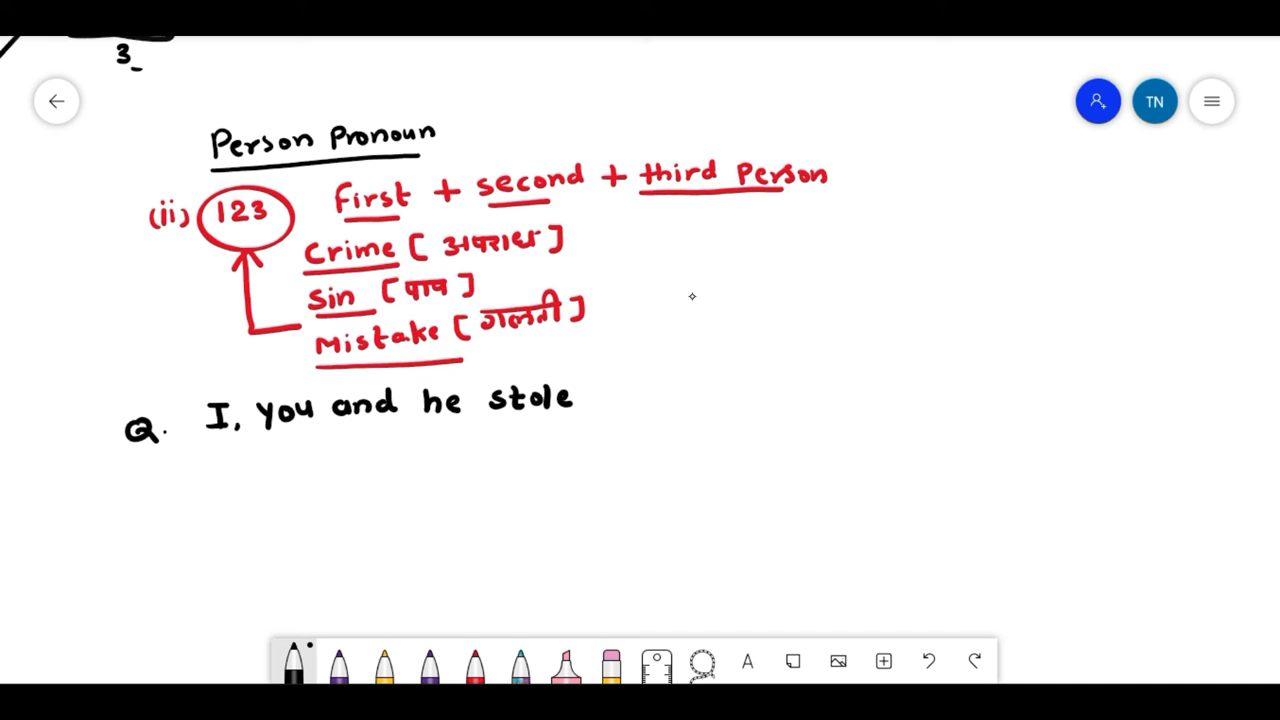 3
TN
Person Pronoun
(ii) 123 First + second + third Person
Crime [अपराध]
Sin [पाप]
Mistake [गलती]
Q. I, you and he stole
A